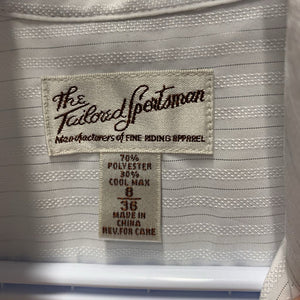 The
Tailored Sportsman
Manufacturers of FINE RIDING APPAREL
70%
POLYESTER
30%
COOL MAX
8
36
MADE IN
CHINA
REV.FOR CARE